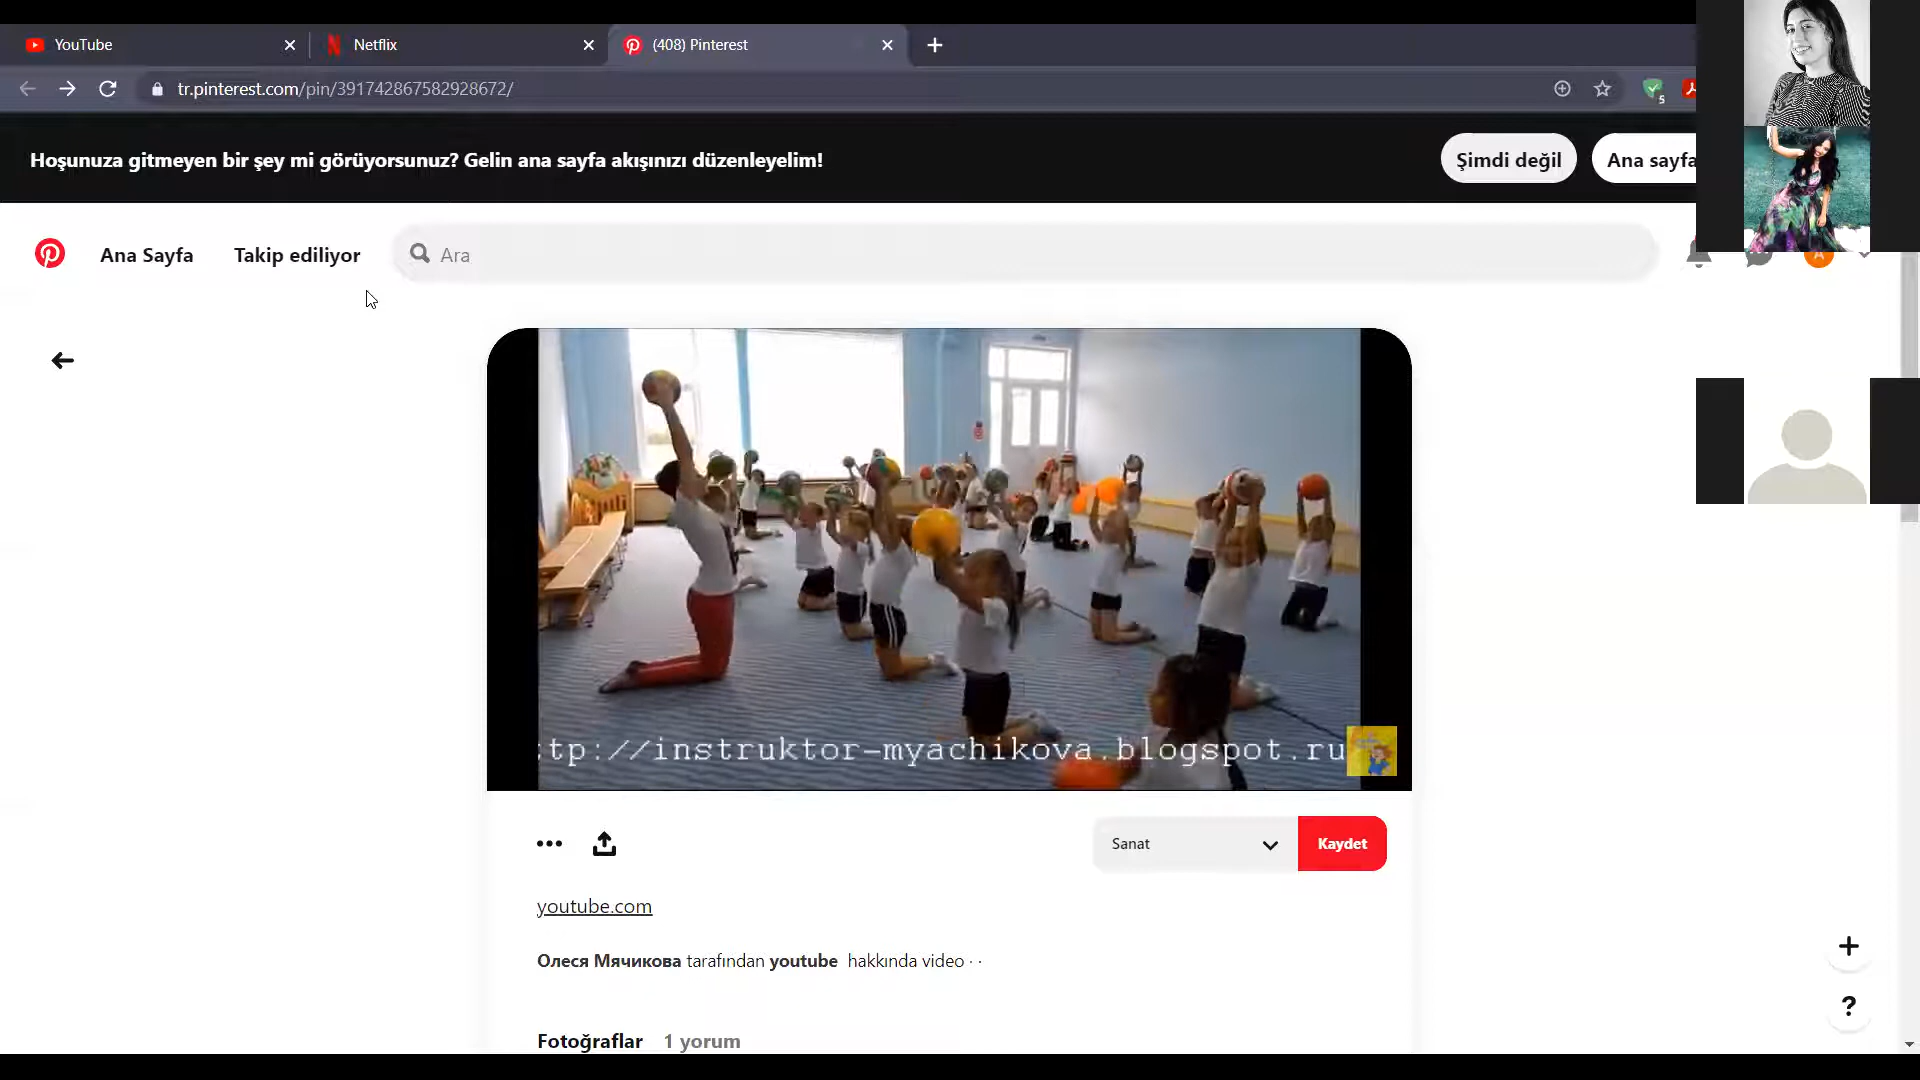 YouTube
Netflix
(408) Pinterest
tr.pinterest.com/pin/391742867582928672/
5
Hoşunuza gitmeyen bir şey mi görüyorsunuz? Gelin ana sayfa akışınızı düzenleyelim!
Şimdi değil
Ana sayfa
Ana Sayfa
Takip ediliyor
Ara
A
tp://instruktor-myachikova.blogspot.ru
Sanat
Kaydet
youtube.com
Олеся Мячикова tarafından youtube hakkında video · ·
Fotoğraflar
1 yorum
+
?